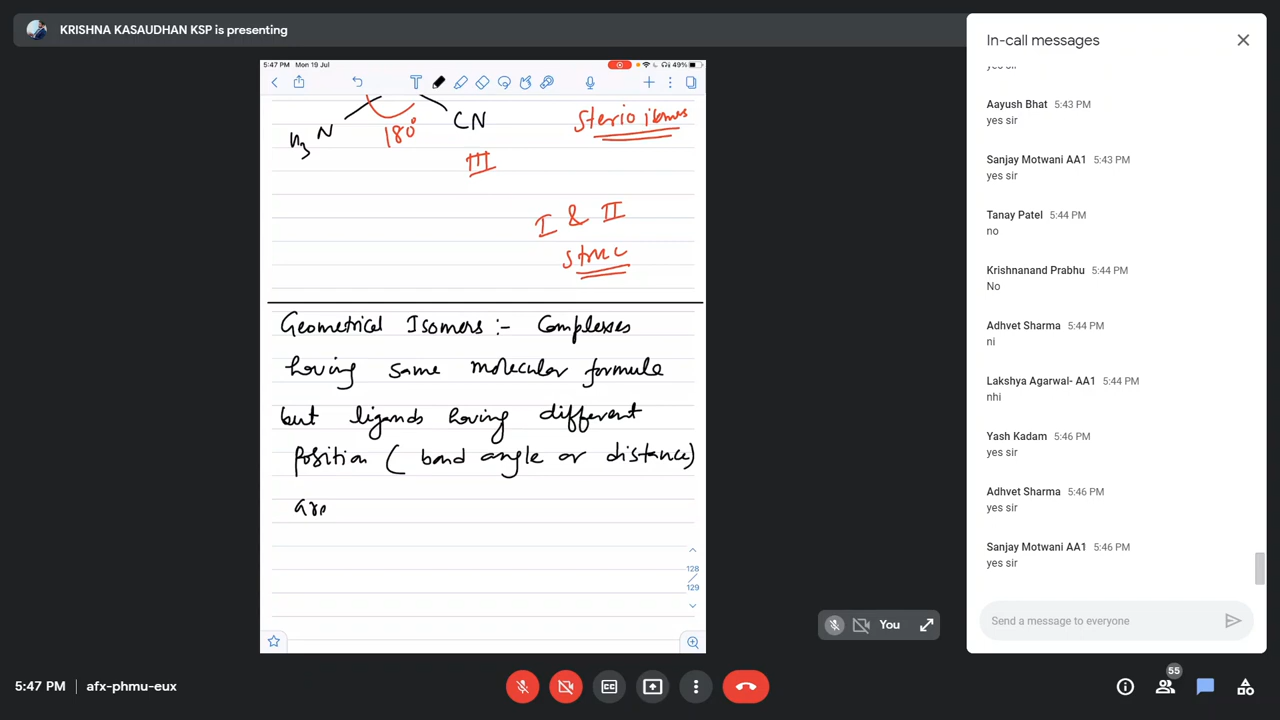 KRISHNA KASAUDHAN KSP is presenting
5:47 PM Mon 19 Jul
49%
H3 N
180°
CN
Sterio isomes
III
I & II
struc
Geometrical Isomers :- Complexes
having same molecular formula
but ligands having different
Position ( bond angle or distance)
are
128
129
You
5:47 PM | afx-phmu-eux
55
In-call messages
yes sir
Aayush Bhat 5:43 PM
yes sir
Sanjay Motwani AA1 5:43 PM
yes sir
Tanay Patel 5:44 PM
no
Krishnanand Prabhu 5:44 PM
No
Adhvet Sharma 5:44 PM
ni
Lakshya Agarwal- AA1 5:44 PM
nhi
Yash Kadam 5:46 PM
yes sir
Adhvet Sharma 5:46 PM
yes sir
Sanjay Motwani AA1 5:46 PM
yes sir
Send a message to everyone